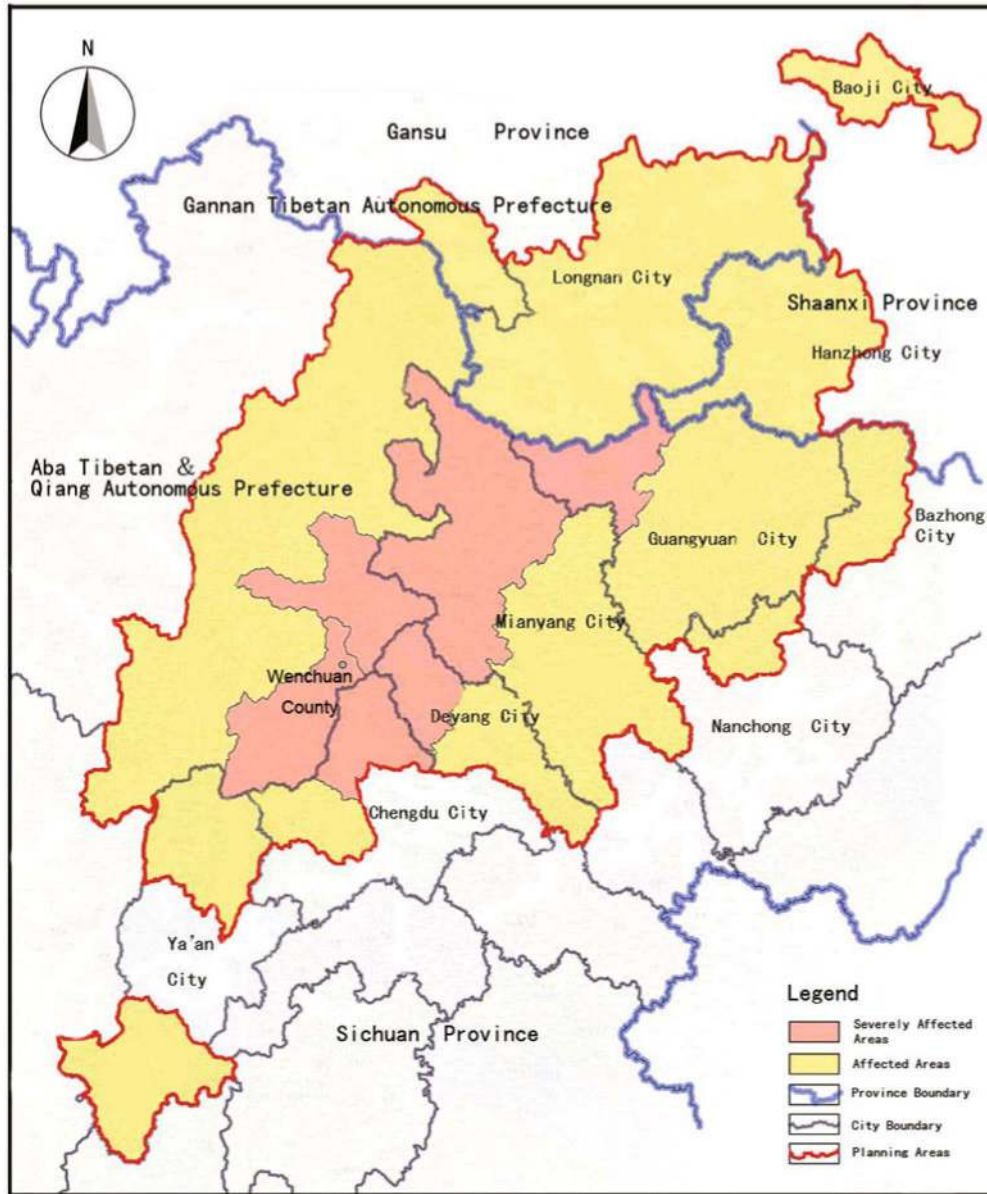 N
Baoji City
Gansu Province
Gannan Tibetan Autonomous Prefecture
Longnan City
Shaanxi Province
Hanzhong City
Aba Tibetan &
Qiang Autonomous Prefecture
Bazhong
City
Guangyuan City
Mianyang City
Wenchuan
County
Deyang City
Nanchong City
Chengdu City
Ya'an
City
Sichuan Province
Legend
Severely Affected
Areas
Affected Areas
Province Boundary
City Boundary
Planning Areas